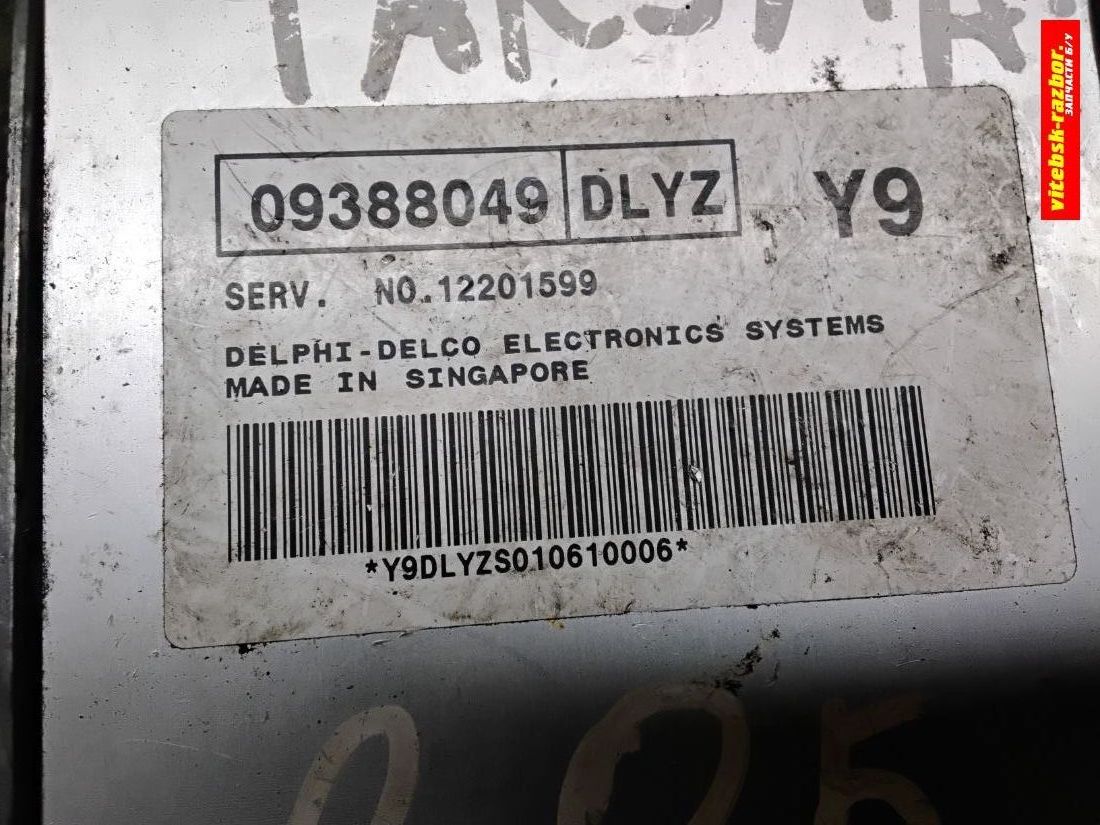 vitebsk-razbor.
ЗАПЧАСТИ Б/У
09388049 DLYZ Y9
SERV. NO.12201599
DELPHI-DELCO ELECTRONICS SYSTEMS
MADE IN SINGAPORE
*Y9DLYZS010610006*